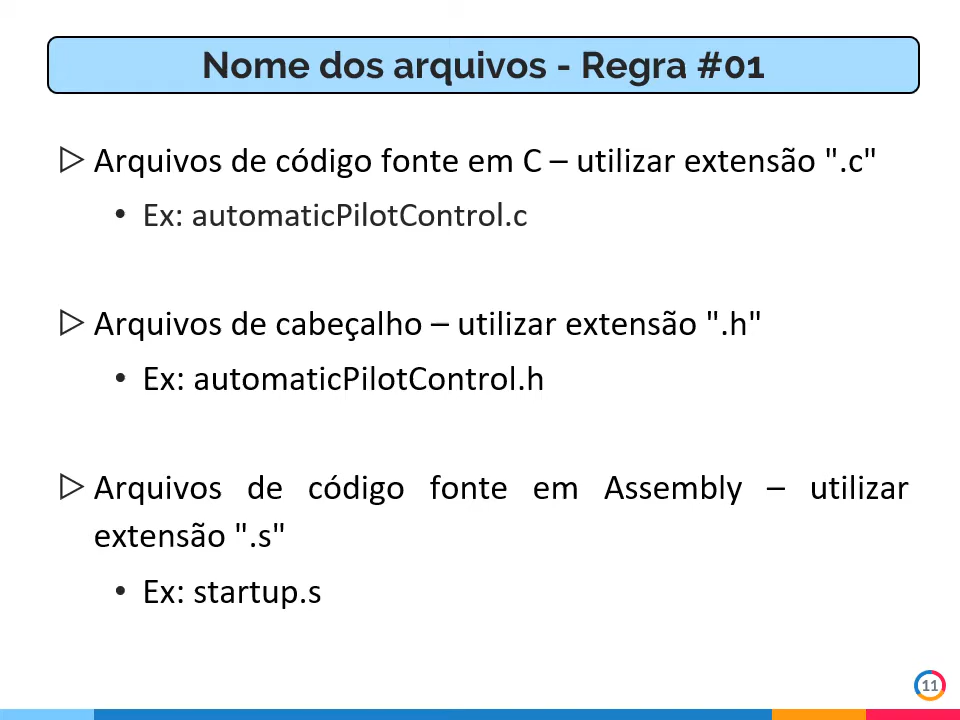 Nome dos arquivos - Regra #01
Arquivos de código fonte em C – utilizar extensão ".c"
• Ex: automaticPilotControl.c
Arquivos de cabeçalho – utilizar extensão ".h"
• Ex: automaticPilotControl.h
Arquivos de código fonte em Assembly – utilizar
extensão ".s"
• Ex: startup.s
11